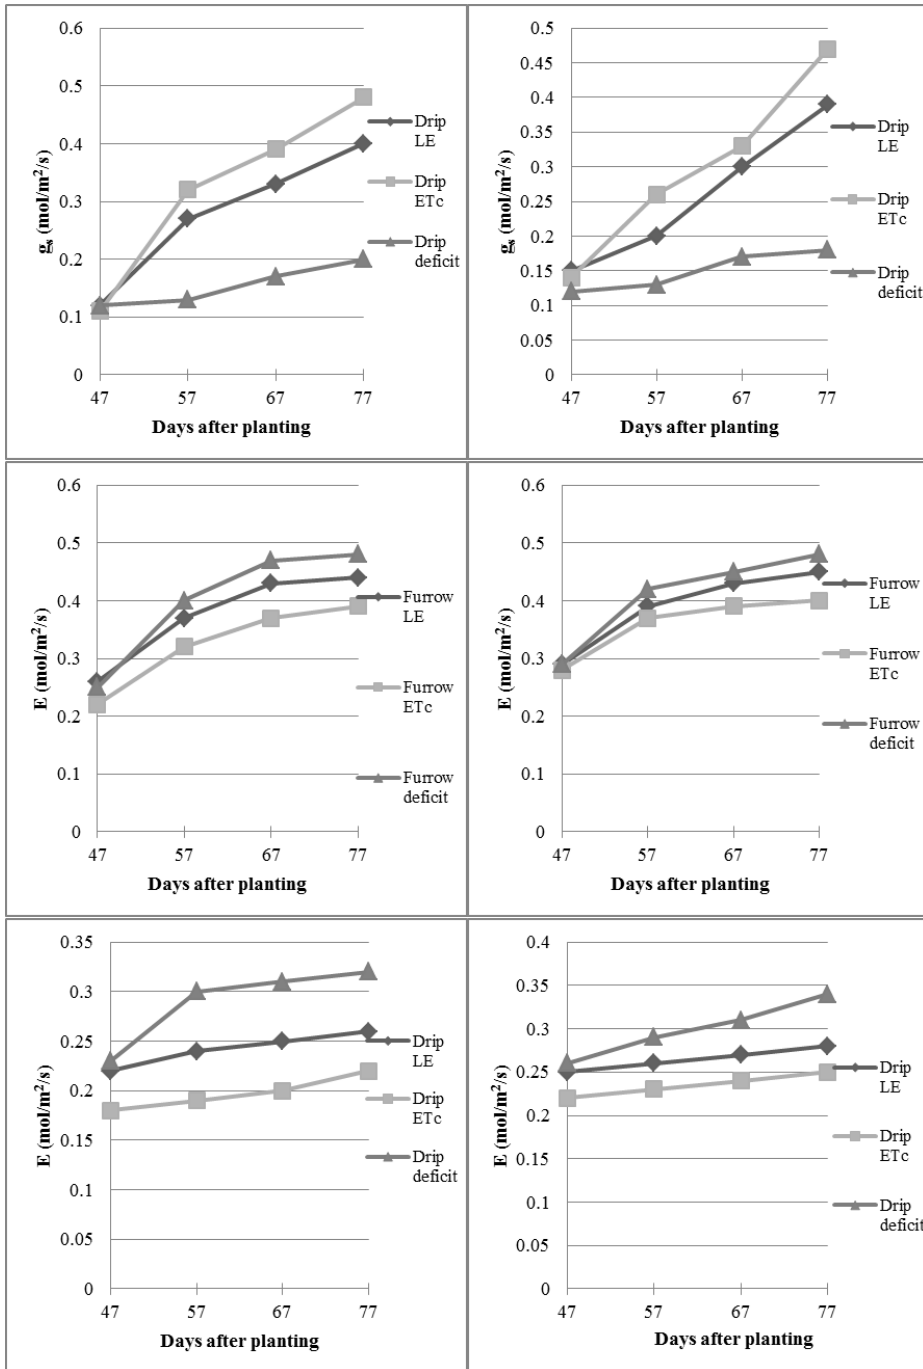 0.6
0.5
0.4
0.3
0.2
0.1
0
gs (mol/m²/s)
47 57 67 77
Days after planting
Drip
LE
Drip
ETc
Drip
deficit
0.5
0.45
0.4
0.35
0.3
0.25
0.2
0.15
0.1
0.05
0
gs (mol/m²/s)
47 57 67 77
Days after planting
Drip
LE
Drip
ETc
Drip
deficit
0.6
0.5
0.4
0.3
0.2
0.1
0
E (mol/m²/s)
47 57 67 77
Days after planting
Furrow
LE
Furrow
ETc
Furrow
deficit
0.6
0.5
0.4
0.3
0.2
0.1
0
E (mol/m²/s)
47 57 67 77
Days after planting
Furrow
LE
Furrow
ETc
Furrow
deficit
0.35
0.3
0.25
0.2
0.15
0.1
0.05
0
E (mol/m²/s)
47 57 67 77
Days after planting
Drip
LE
Drip
ETc
Drip
deficit
0.4
0.35
0.3
0.25
0.2
0.15
0.1
0.05
0
E (mol/m²/s)
47 57 67 77
Days after planting
Drip
LE
Drip
ETc
Drip
deficit